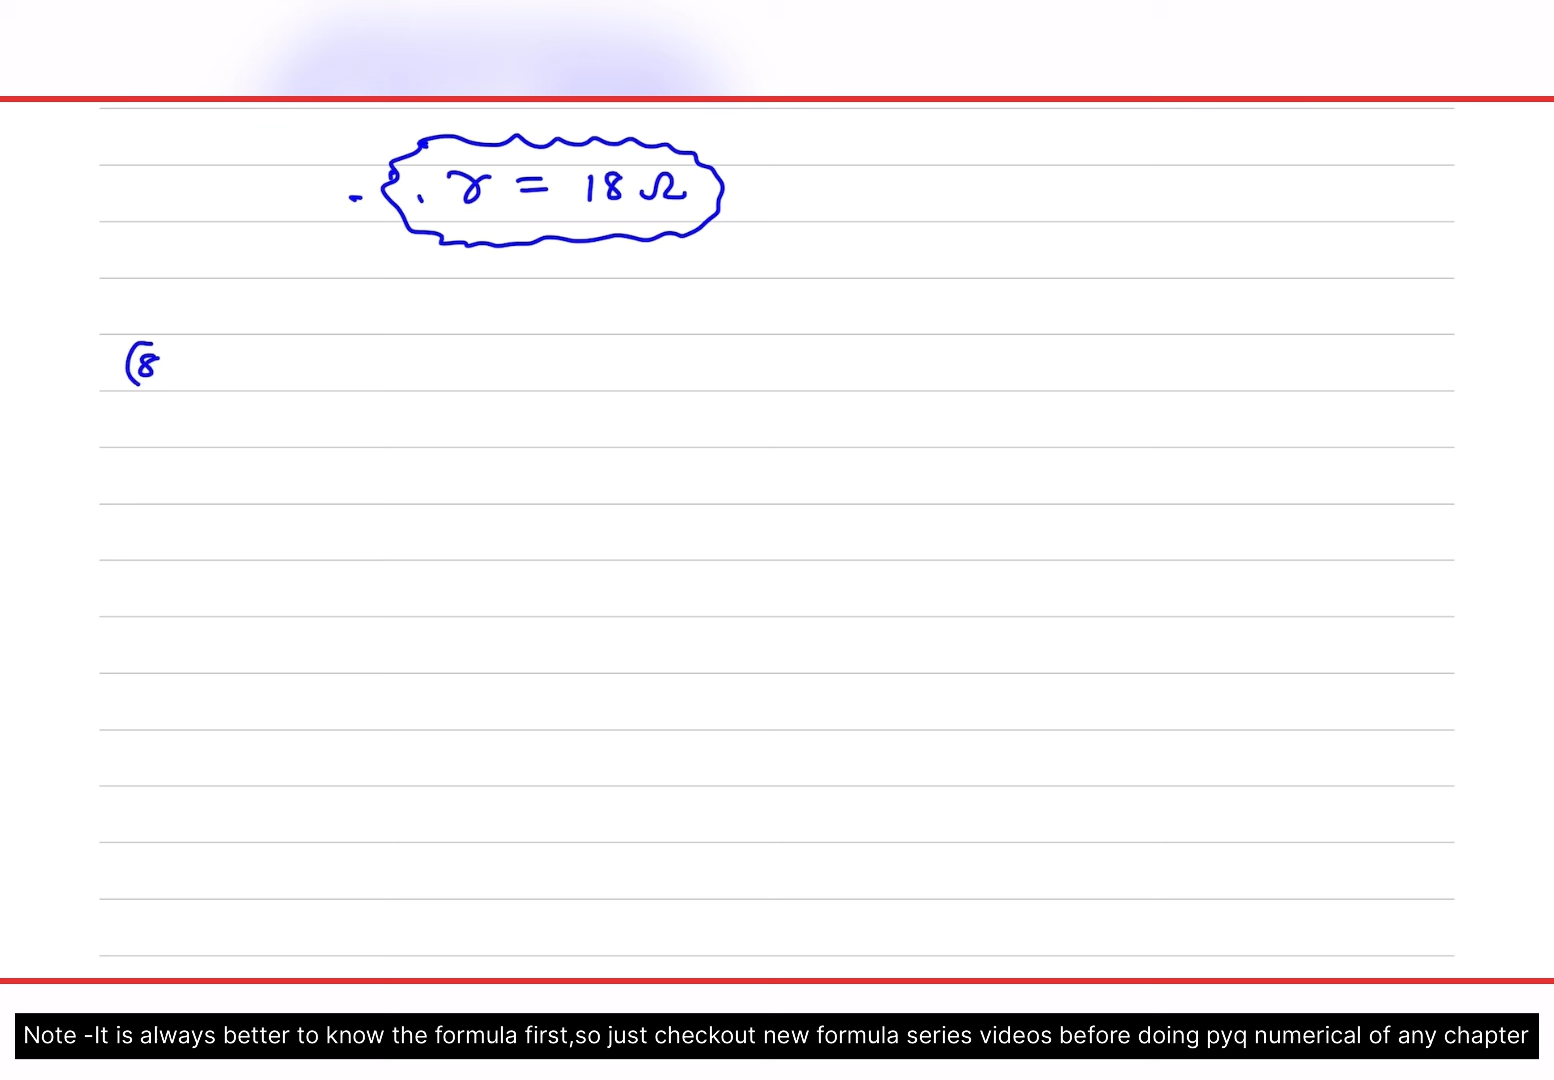 . r = 18 Ω
(8
Note -It is always better to know the formula first,so just checkout new formula series videos before doing pyq numerical of any chapter